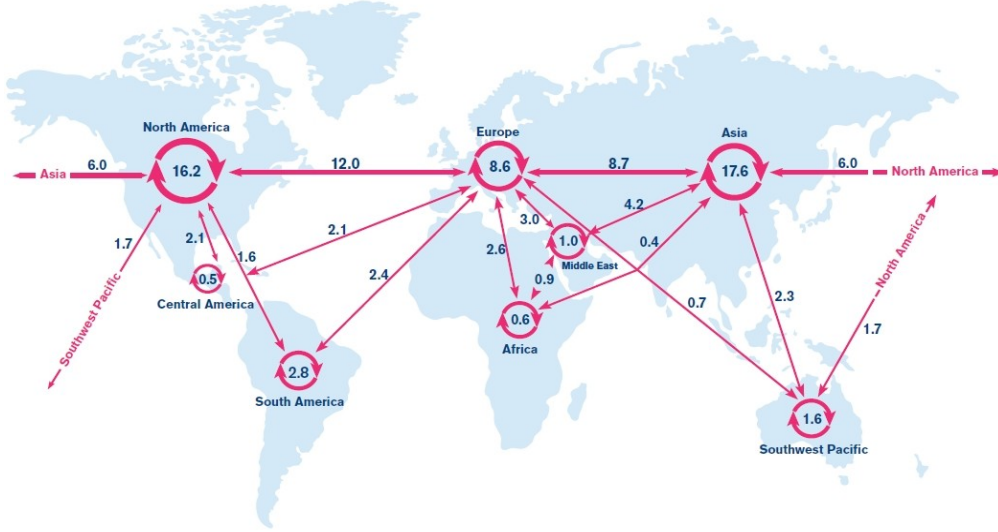 North America
Europe
Asia
6.0
12.0
8.6
8.7
6.0
Asia
16.2
17.6
North America
4.2
1.7
2.1
2.1
3.0
1.0
Middle East
2.6
0.4
1.6
0.5
2.4
0.9
Central America
0.7
2.3
North America
Southwest Pacific
0.6
Africa
1.7
2.8
South America
1.6
Southwest Pacific